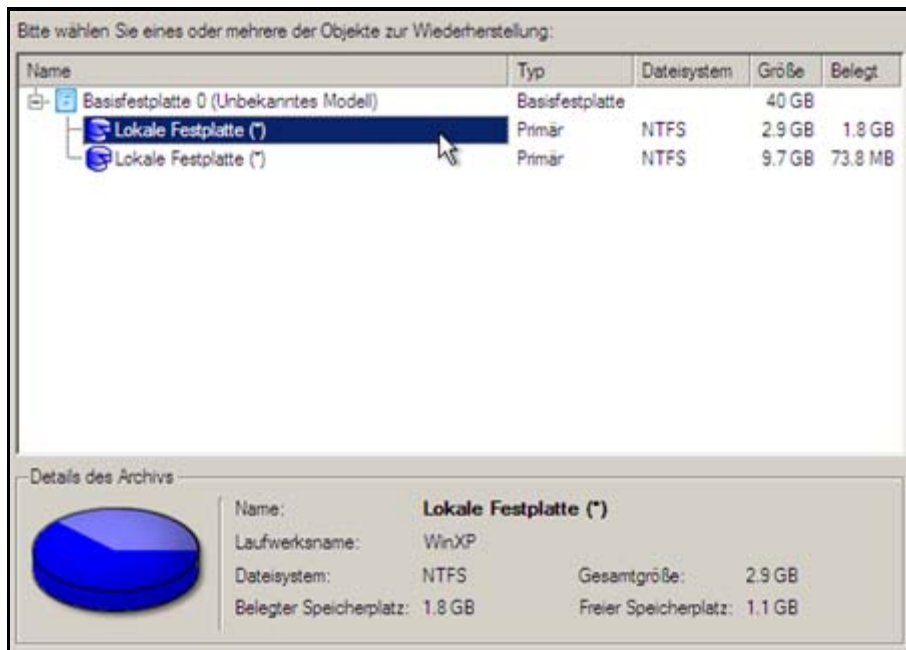 Bitte wählen Sie eines oder mehrere der Objekte zur Wiederherstellung:
Name Typ Dateisystem Größe Belegt
Basisfestplatte 0 (Unbekanntes Modell) Basisfestplatte 40 GB
Lokale Festplatte (*) Primär NTFS 2.9 GB 1.8 GB
Lokale Festplatte (*) Primär NTFS 9.7 GB 73.8 MB
Details des Archivs
Name: Lokale Festplatte (*)
Laufwerksname: WinXP
Dateisystem: NTFS Gesamtgröße: 2.9 GB
Belegter Speicherplatz: 1.8 GB Freier Speicherplatz: 1.1 GB